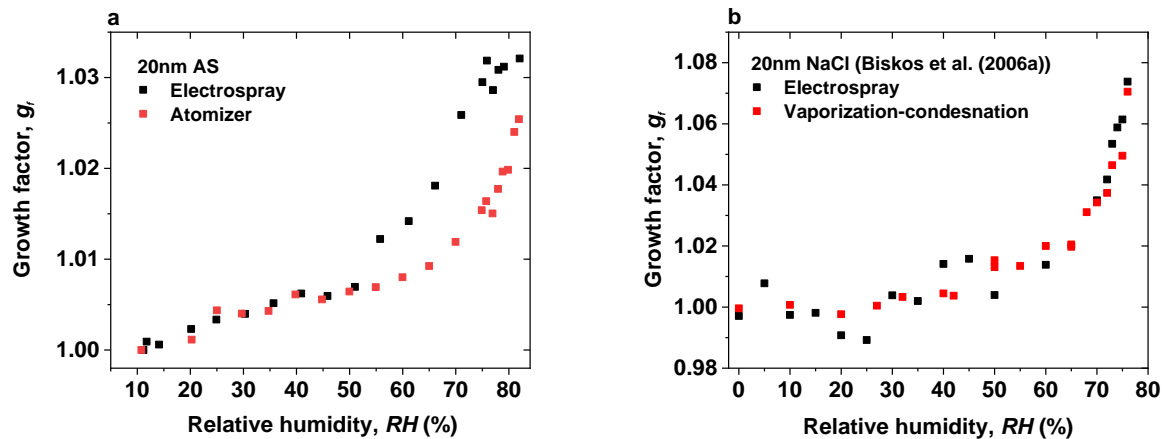 a
20nm AS
Electrospray
Atomizer
Growth factor, gf
1.03
1.02
1.01
1.00
10 20 30 40 50 60 70 80
Relative humidity, RH (%)
b
20nm NaCl (Biskos et al. (2006a))
Electrospray
Vaporization-condesnation
Growth factor, gf
1.08
1.06
1.04
1.02
1.00
0.98
0 10 20 30 40 50 60 70 80
Relative humidity, RH (%)